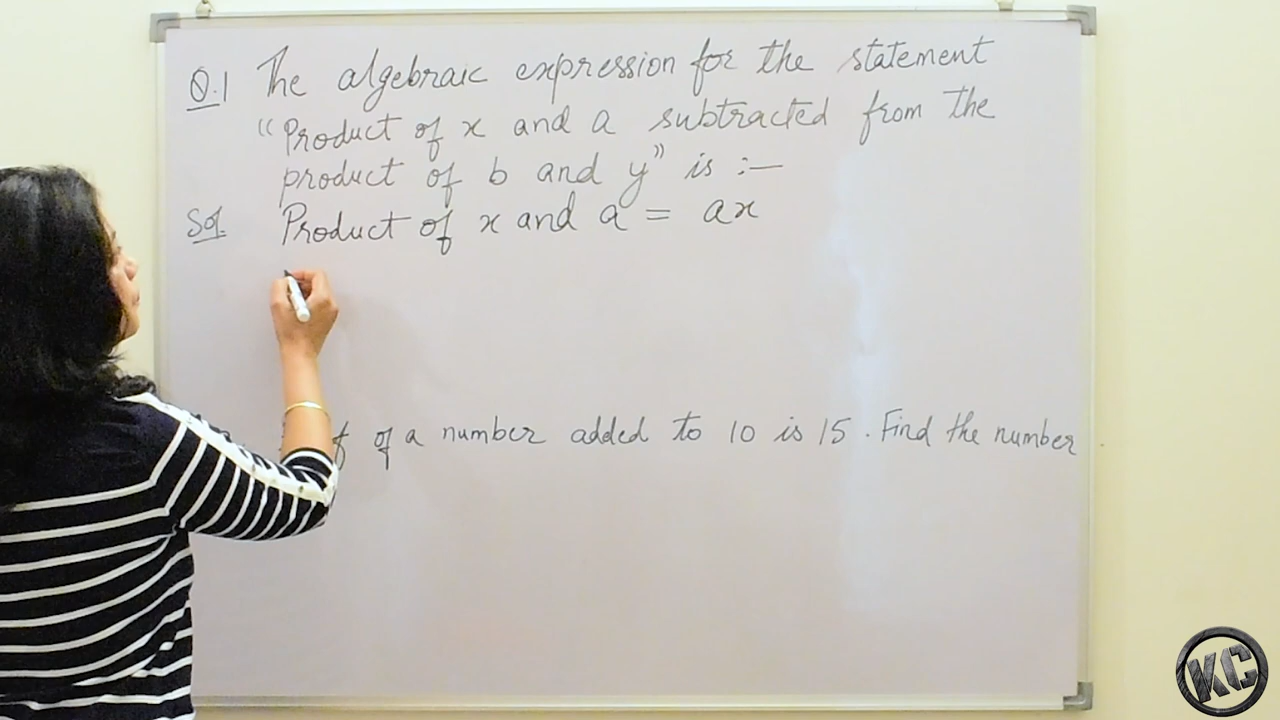 Q.1 The algebraic expression for the statement
"Product of x and a subtracted from the
product of b and y" is :—
Sol. Product of x and a = ax
of a number added to 10 is 15. Find the number
KC